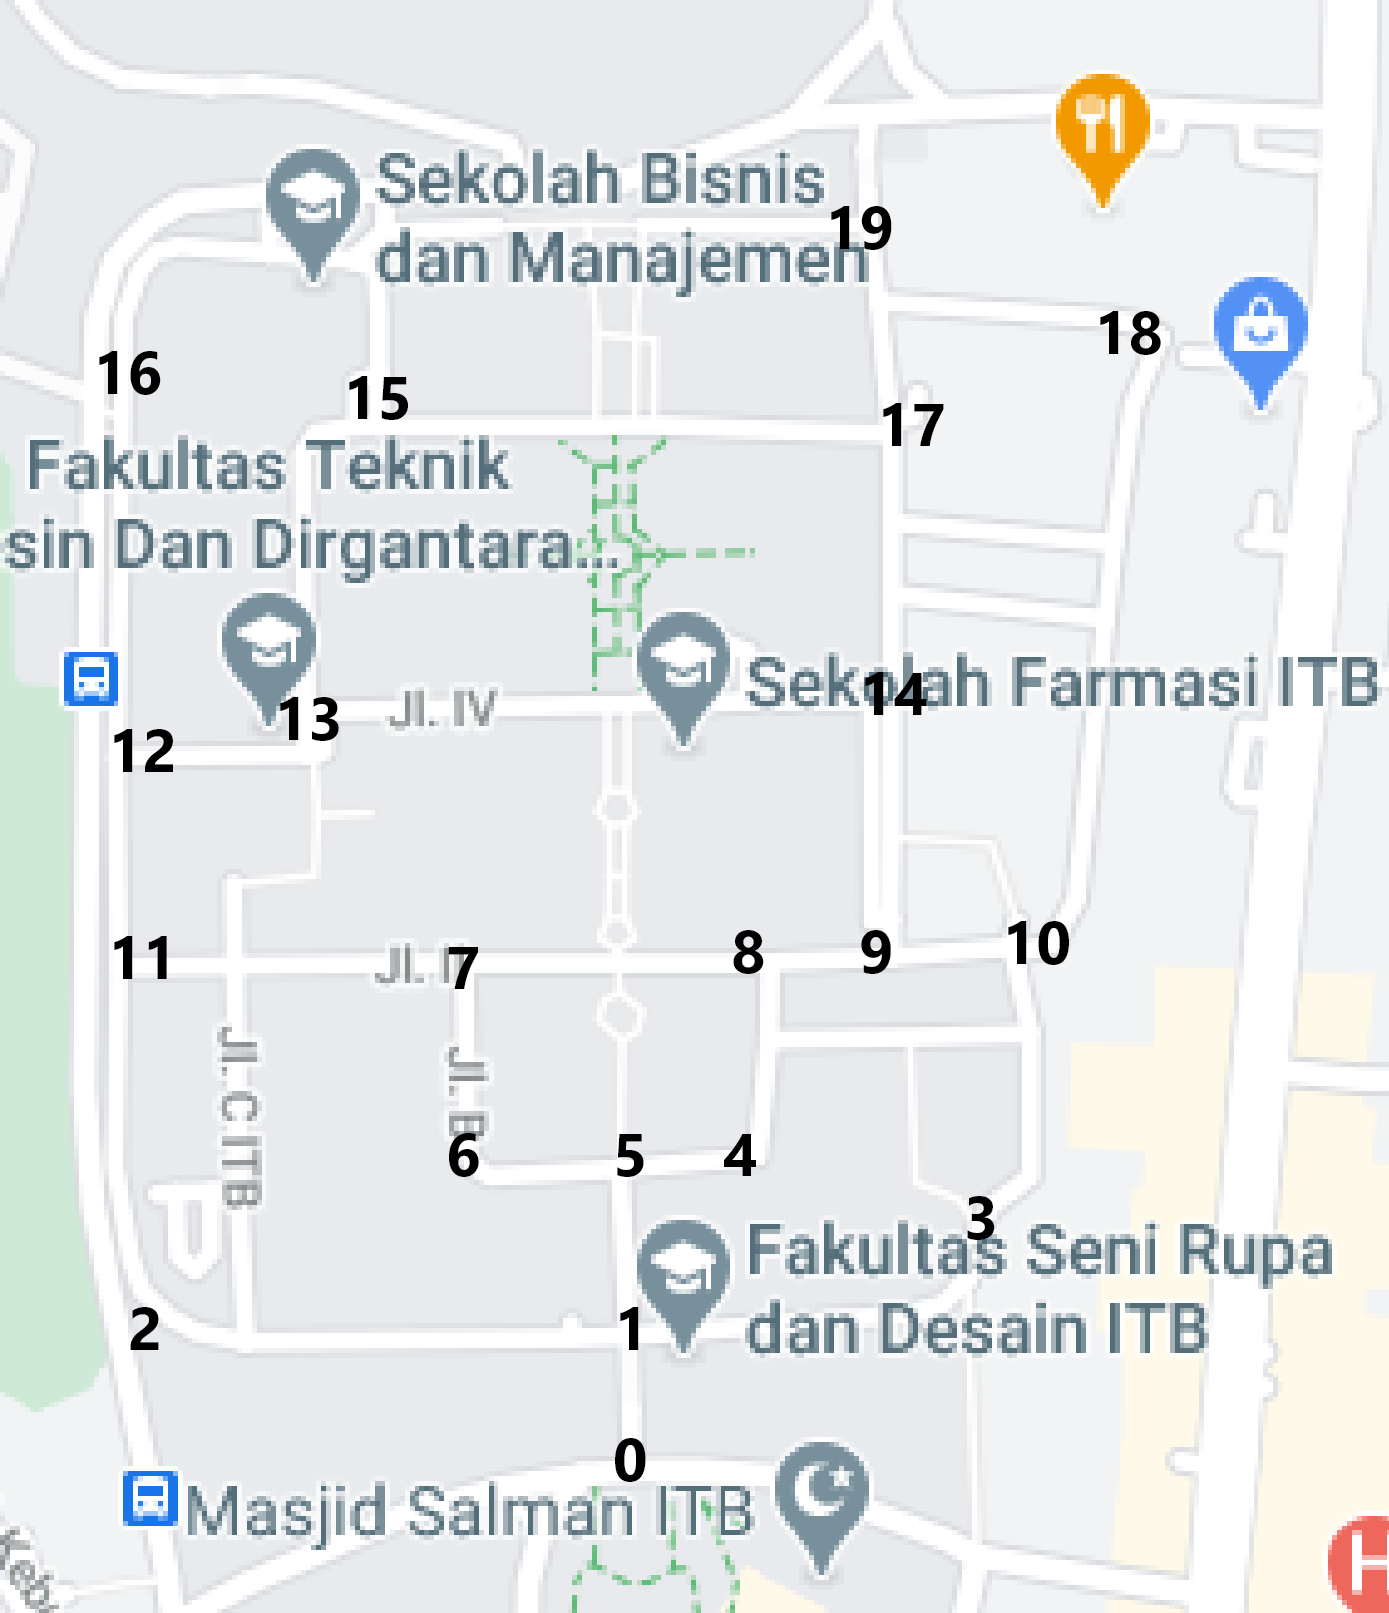 Sekolah Bisnis
dan Manajemen
19
18
16
15
17
Fakultas Teknik
sin Dan Dirgantara...
Sekolah Farmasi ITB
14
Jl. IV
13
12
11
Jl.
7
8
9
10
Jl. C ITB
Jl. B
6
5
4
3
Fakultas Seni Rupa
dan Desain ITB
2
1
0
Masjid Salman ITB
Keb
H